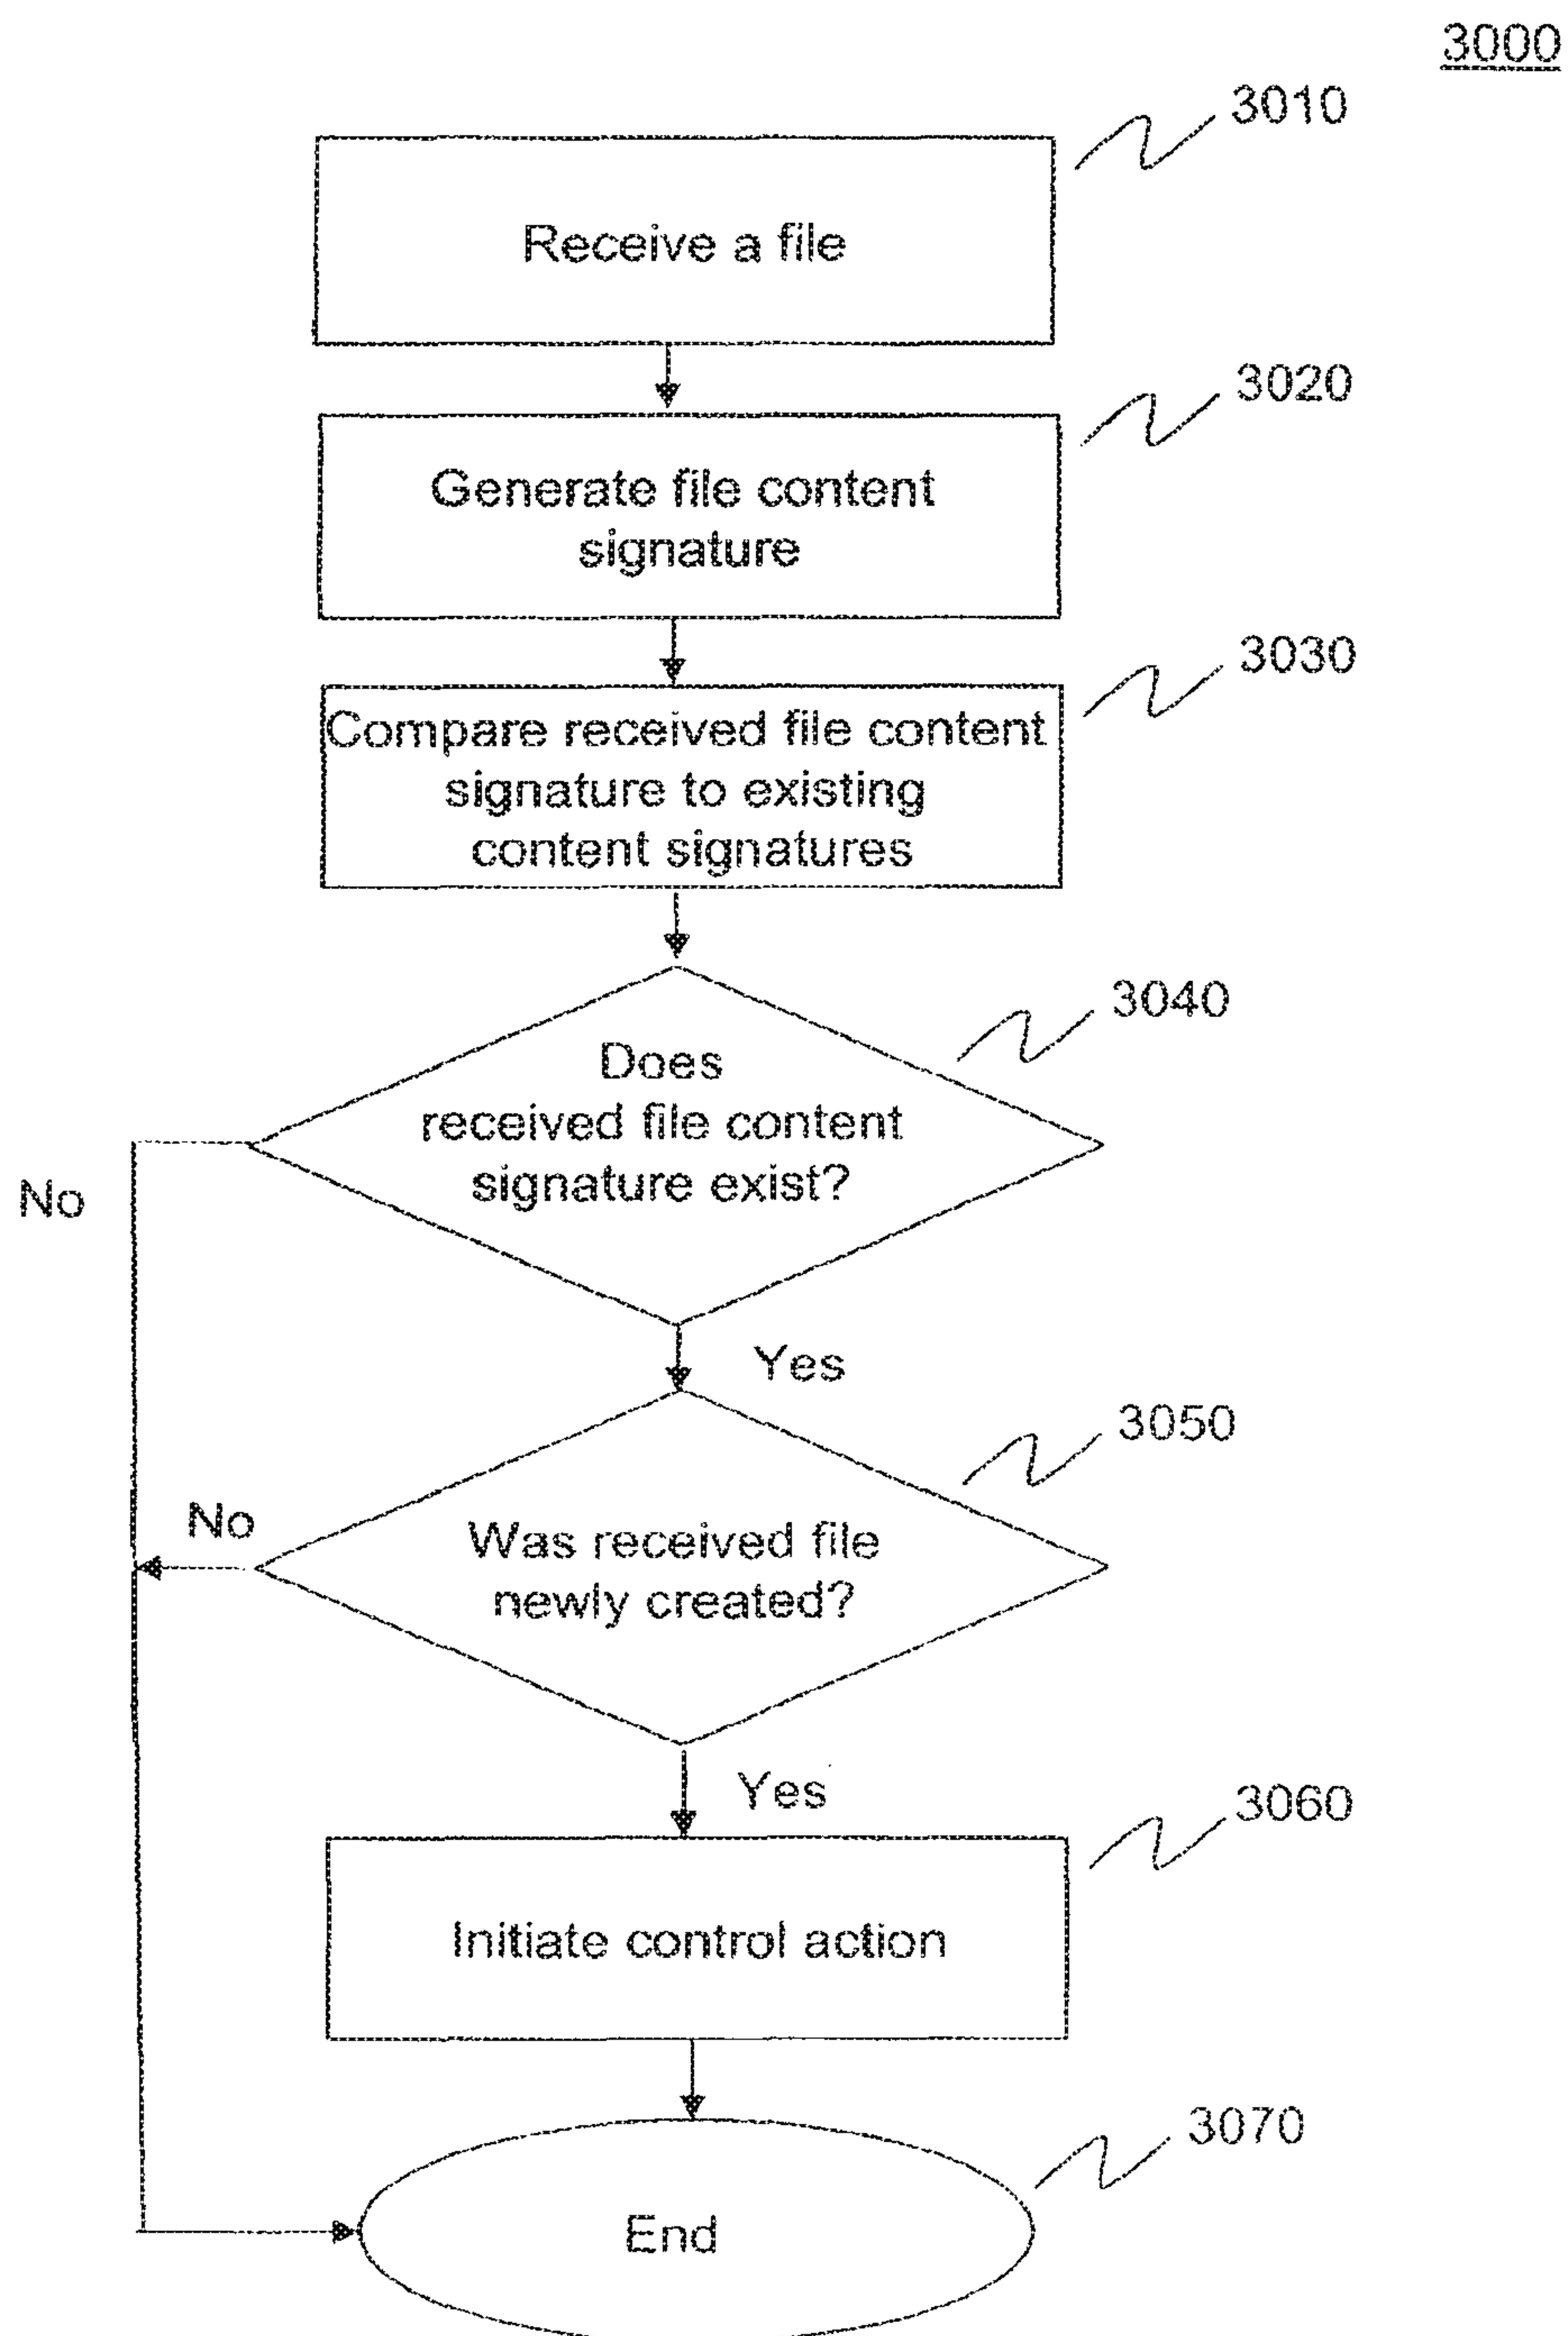 3000
3010
Receive a file
3020
Generate file content
signature
3030
Compare received file content
signature to existing
content signatures
3040
Does
received file content
signature exist?
No
Yes
3050
No
Was received file
newly created?
Yes
3060
Initiate control action
3070
End